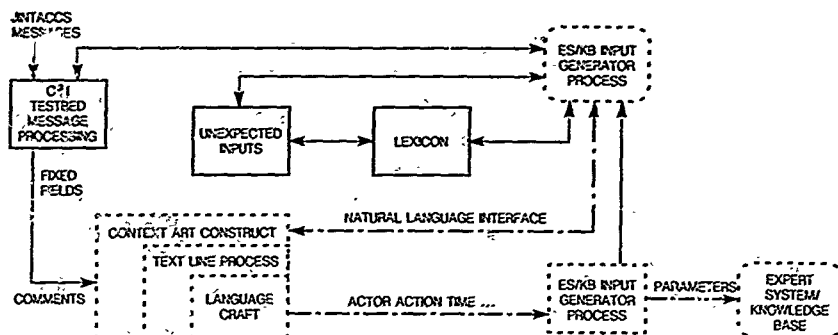 JINTACCS
MESSAGES
ES/KB INPUT
GENERATOR
PROCESS
TESTBED
MESSAGE
PROCESSING
UNEXPECTED
INPUTS
LEXICON
FIXED
FIELDS
NATURAL LANGUAGE INTERFACE
CONTEXT ART CONSTRUCT
TEXT LINE PROCESS
LANGUAGE
CRAFT
COMMENTS
ACTOR ACTION TIME ...
ES/KB INPUT
GENERATOR
PROCESS
PARAMETERS
EXPERT
SYSTEM/
KNOWLEDGE
BASE